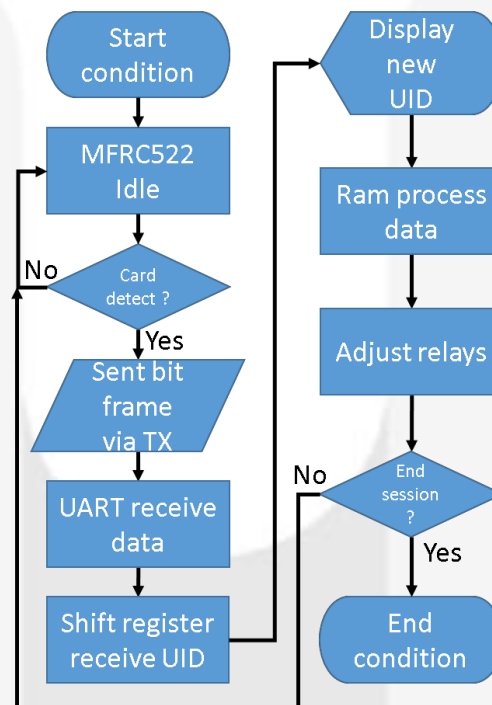 Start
condition
MFRC522
Idle
No
Card
detect ?
Yes
Sent bit
frame
via TX
UART receive
data
Shift register
receive UID
Display
new
UID
Ram process
data
Adjust relays
No
End
session
?
Yes
End
condition